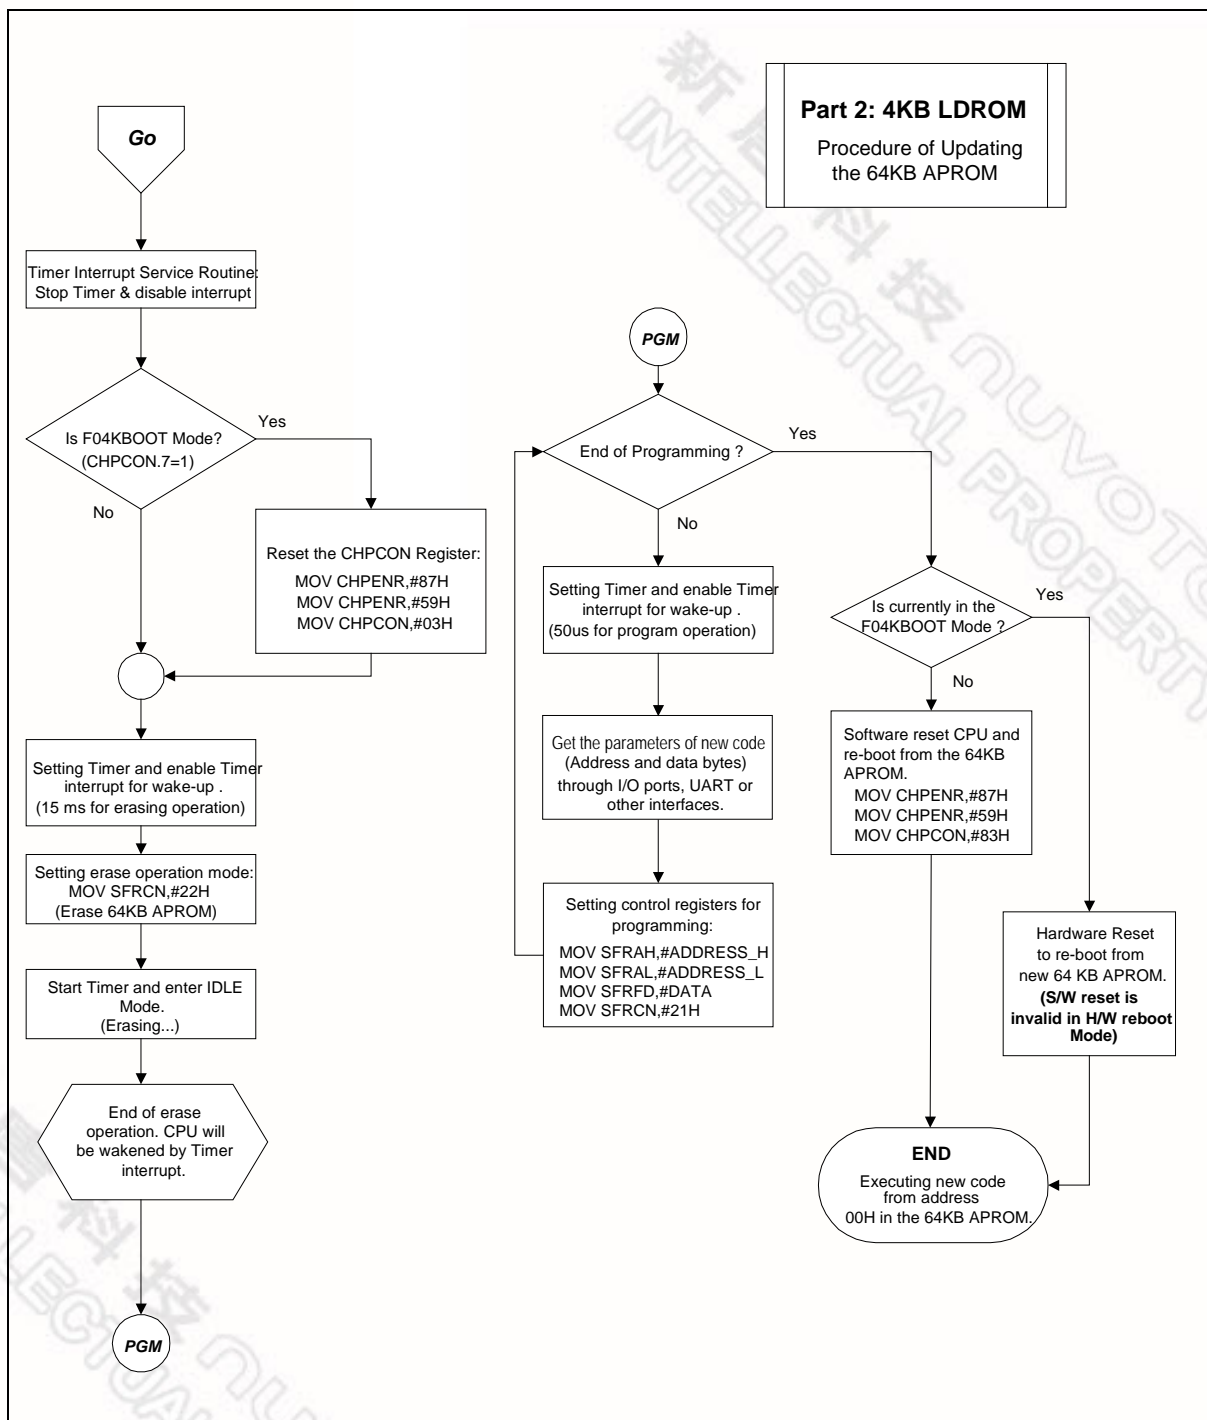 Part 2: 4KB LDROM
Procedure of Updating
the 64KB APROM
Go
Timer Interrupt Service Routine:
Stop Timer & disable interrupt
Is F04KBOOT Mode?
(CHPCON.7=1)
Yes
No
Reset the CHPCON Register:
MOV CHPENR,#87H
MOV CHPENR,#59H
MOV CHPCON,#03H
Setting Timer and enable Timer
interrupt for wake-up .
(15 ms for erasing operation)
Setting erase operation mode:
MOV SFRCN,#22H
(Erase 64KB APROM)
Start Timer and enter IDLE
Mode.
(Erasing...)
End of erase
operation. CPU will
be wakened by Timer
interrupt.
PGM
PGM
End of Programming ?
Yes
No
Setting Timer and enable Timer
interrupt for wake-up .
(50us for program operation)
Get the parameters of new code
(Address and data bytes)
through I/O ports, UART or
other interfaces.
Setting control registers for
programming:
MOV SFRAH,#ADDRESS_H
MOV SFRAL,#ADDRESS_L
MOV SFRFD,#DATA
MOV SFRCN,#21H
Is currently in the
F04KBOOT Mode ?
Yes
No
Software reset CPU and
re-boot from the 64KB
APROM.
MOV CHPENR,#87H
MOV CHPENR,#59H
MOV CHPCON,#83H
Hardware Reset
to re-boot from
new 64 KB APROM.
(S/W reset is
invalid in H/W reboot
Mode)
END
Executing new code
from address
00H in the 64KB APROM.
科技 nuvoTo
INTELLECTUAL PROPERTY